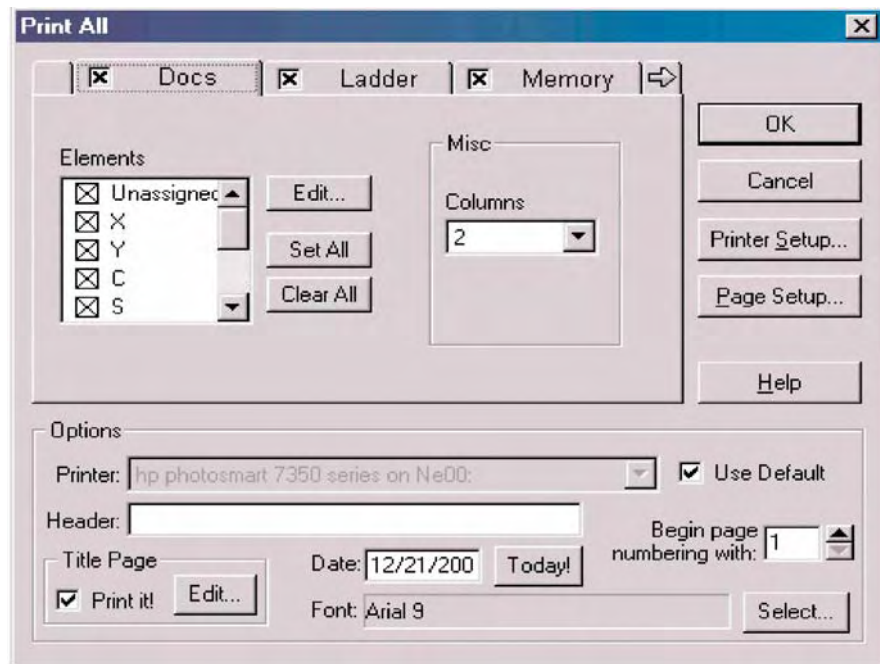 Print All
Docs Ladder Memory
Elements
Unassigned
X
Y
C
S
Edit...
Set All
Clear All
Misc
Columns
2
OK
Cancel
Printer Setup...
Page Setup...
Help
Options
Printer: hp photosmart 7350 series on Ne00:
Use Default
Header:
Begin page
numbering with: 1
Title Page
Print it!
Edit...
Date: 12/21/200
Today!
Font: Arial 9
Select...